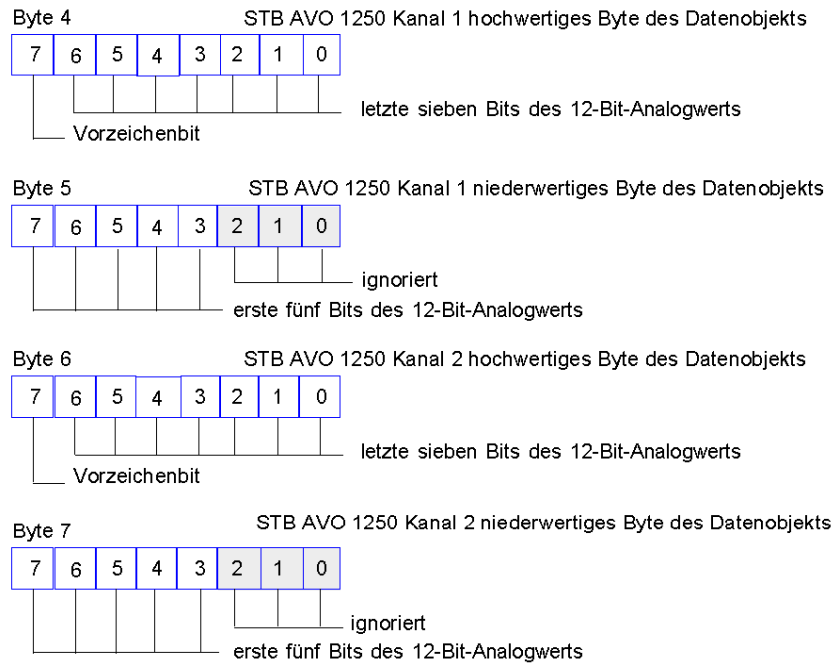 Byte 4 STB AVO 1250 Kanal 1 hochwertiges Byte des Datenobjekts
7 6 5 4 3 2 1 0
letzte sieben Bits des 12-Bit-Analogwerts
Vorzeichenbit
Byte 5 STB AVO 1250 Kanal 1 niederwertiges Byte des Datenobjekts
7 6 5 4 3 2 1 0
ignoriert
erste fünf Bits des 12-Bit-Analogwerts
Byte 6 STB AVO 1250 Kanal 2 hochwertiges Byte des Datenobjekts
7 6 5 4 3 2 1 0
letzte sieben Bits des 12-Bit-Analogwerts
Vorzeichenbit
Byte 7 STB AVO 1250 Kanal 2 niederwertiges Byte des Datenobjekts
7 6 5 4 3 2 1 0
ignoriert
erste fünf Bits des 12-Bit-Analogwerts